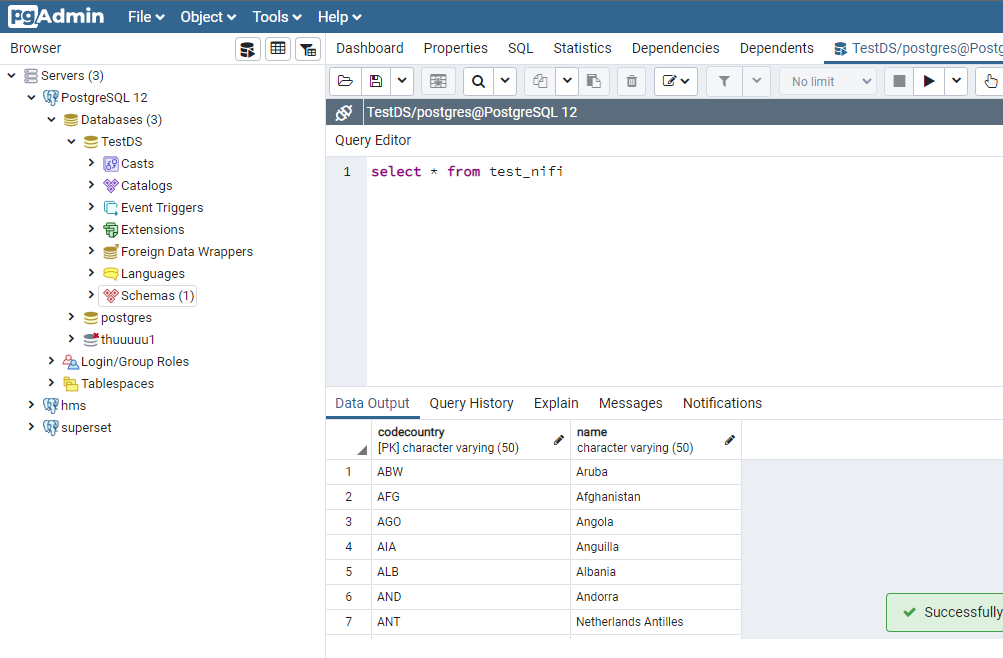 pgAdmin File Object Tools Help
Browser
Dashboard Properties SQL Statistics Dependencies Dependents TestDS/postgres@Postg
Servers (3)
PostgreSQL 12
Databases (3)
TestDS
Casts
Catalogs
Event Triggers
Extensions
Foreign Data Wrappers
Languages
Schemas (1)
postgres
thuuuuu1
Login/Group Roles
Tablespaces
hms
superset
No limit
TestDS/postgres@PostgreSQL 12
Query Editor
1 select * from test_nifi
Data Output Query History Explain Messages Notifications
codecountry name
[PK] character varying (50) character varying (50)
1 ABW Aruba
2 AFG Afghanistan
3 AGO Angola
4 AIA Anguilla
5 ALB Albania
6 AND Andorra
7 ANT Netherlands Antilles
Successfully